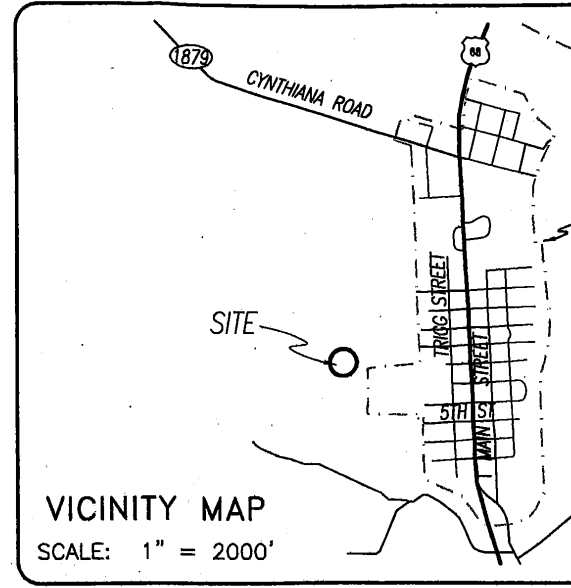 1879
68
CYNTHIANA ROAD
TRIGG STREET
SITE
STREET
5TH ST
MAIN
VICINITY MAP
SCALE: 1" = 2000'